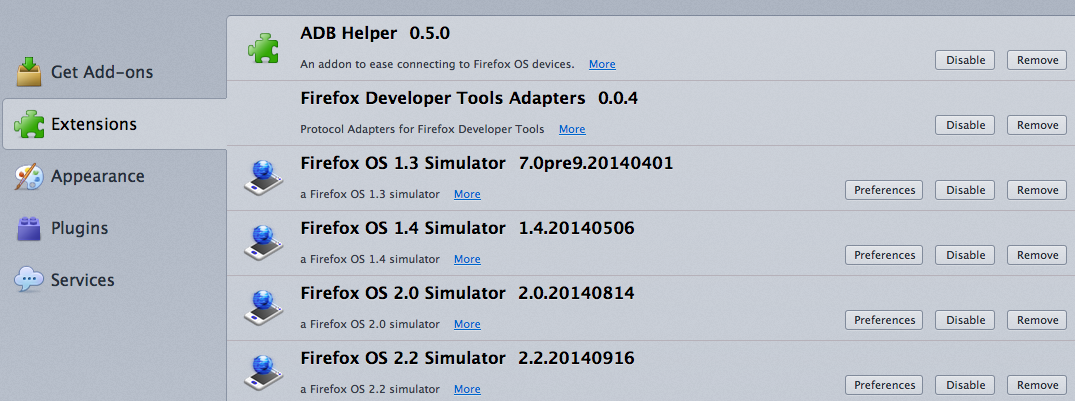 Get Add-ons
Extensions
Appearance
Plugins
Services
ADB Helper 0.5.0
An addon to ease connecting to Firefox OS devices. More
Disable Remove
Firefox Developer Tools Adapters 0.0.4
Protocol Adapters for Firefox Developer Tools More
Disable Remove
Firefox OS 1.3 Simulator 7.0pre9.20140401
a Firefox OS 1.3 simulator More
Preferences Disable Remove
Firefox OS 1.4 Simulator 1.4.20140506
a Firefox OS 1.4 simulator More
Preferences Disable Remove
Firefox OS 2.0 Simulator 2.0.20140814
a Firefox OS 2.0 simulator More
Preferences Disable Remove
Firefox OS 2.2 Simulator 2.2.20140916
a Firefox OS 2.2 simulator More
Preferences Disable Remove